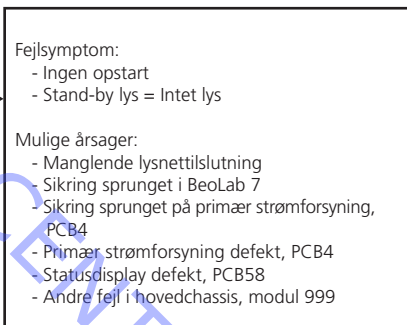 Fejlsymptom:
- Ingen opstart
- Stand-by lys = Intet lys
Mulige årsager:
- Manglende lysnettilslutning
- Sikring sprunget i BeoLab 7
- Sikring sprunget på primær strømforsyning,
PCB4
- Primær strømforsyning defekt, PCB4
- Statusdisplay defekt, PCB58
- Andre fejl i hovedchassis, modul 999
CENT